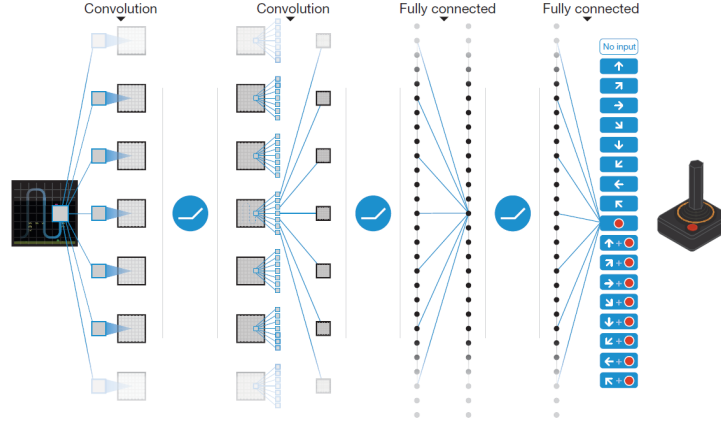 Convolution
Convolution
Fully connected
Fully connected
No input
+
+
+
+
+
+
+
+